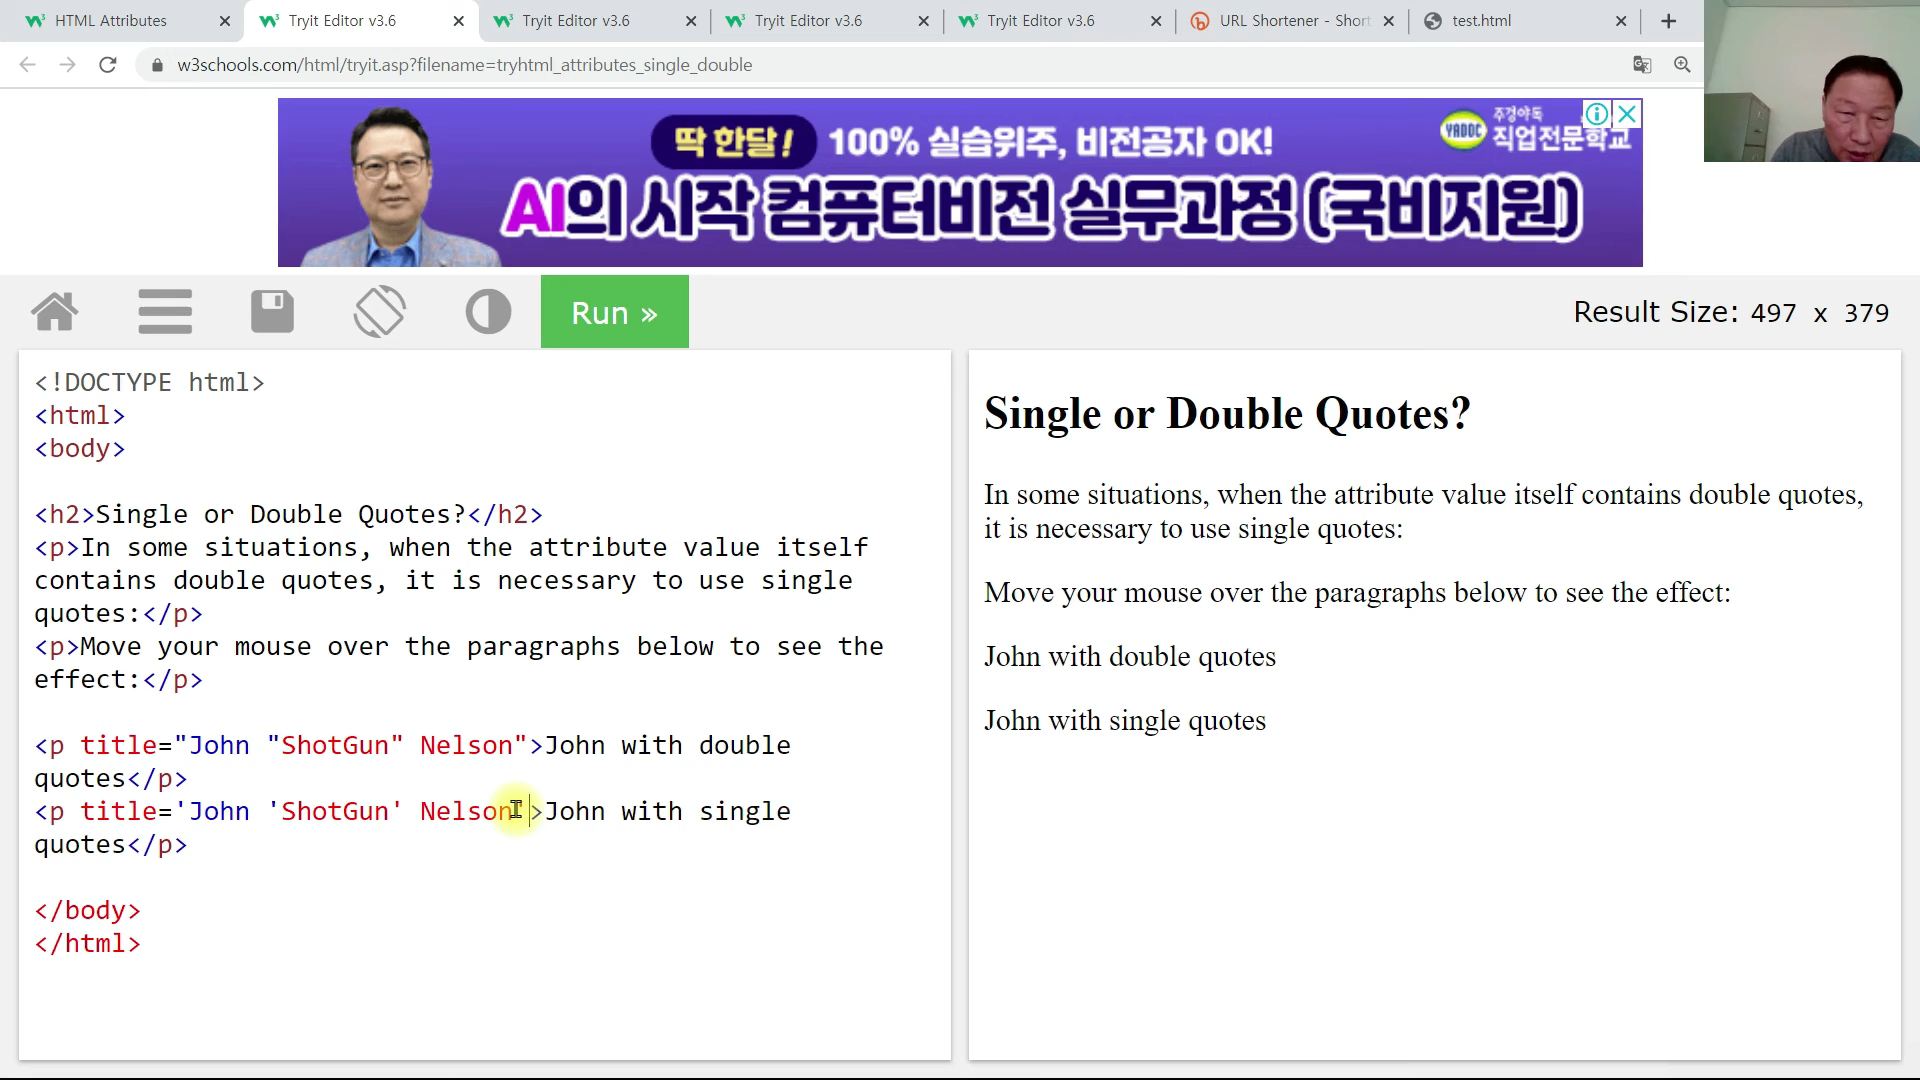 HTML Attributes
Tryit Editor v3.6
Tryit Editor v3.6
Tryit Editor v3.6
Tryit Editor v3.6
URL Shortener - Short
test.html
w3schools.com/html/tryit.asp?filename=tryhtml_attributes_single_double
딱 한달! 100% 실습위주, 비전공자 OK!
AI의 시작 컴퓨터비전 실무과정 (국비지원)
YADOC
주경야독
직업전문학교
Run »
Result Size: 497 x 379
<!DOCTYPE html>
<html>
<body>
<h2>Single or Double Quotes?</h2>
<p>In some situations, when the attribute value itself
contains double quotes, it is necessary to use single
quotes:</p>
<p>Move your mouse over the paragraphs below to see the
effect:</p>
<p title="John "ShotGun" Nelson">John with double
quotes</p>
<p title='John 'ShotGun' Nelson'>John with single
quotes</p>
</body>
</html>
Single or Double Quotes?
In some situations, when the attribute value itself contains double quotes,
it is necessary to use single quotes:
Move your mouse over the paragraphs below to see the effect:
John with double quotes
John with single quotes